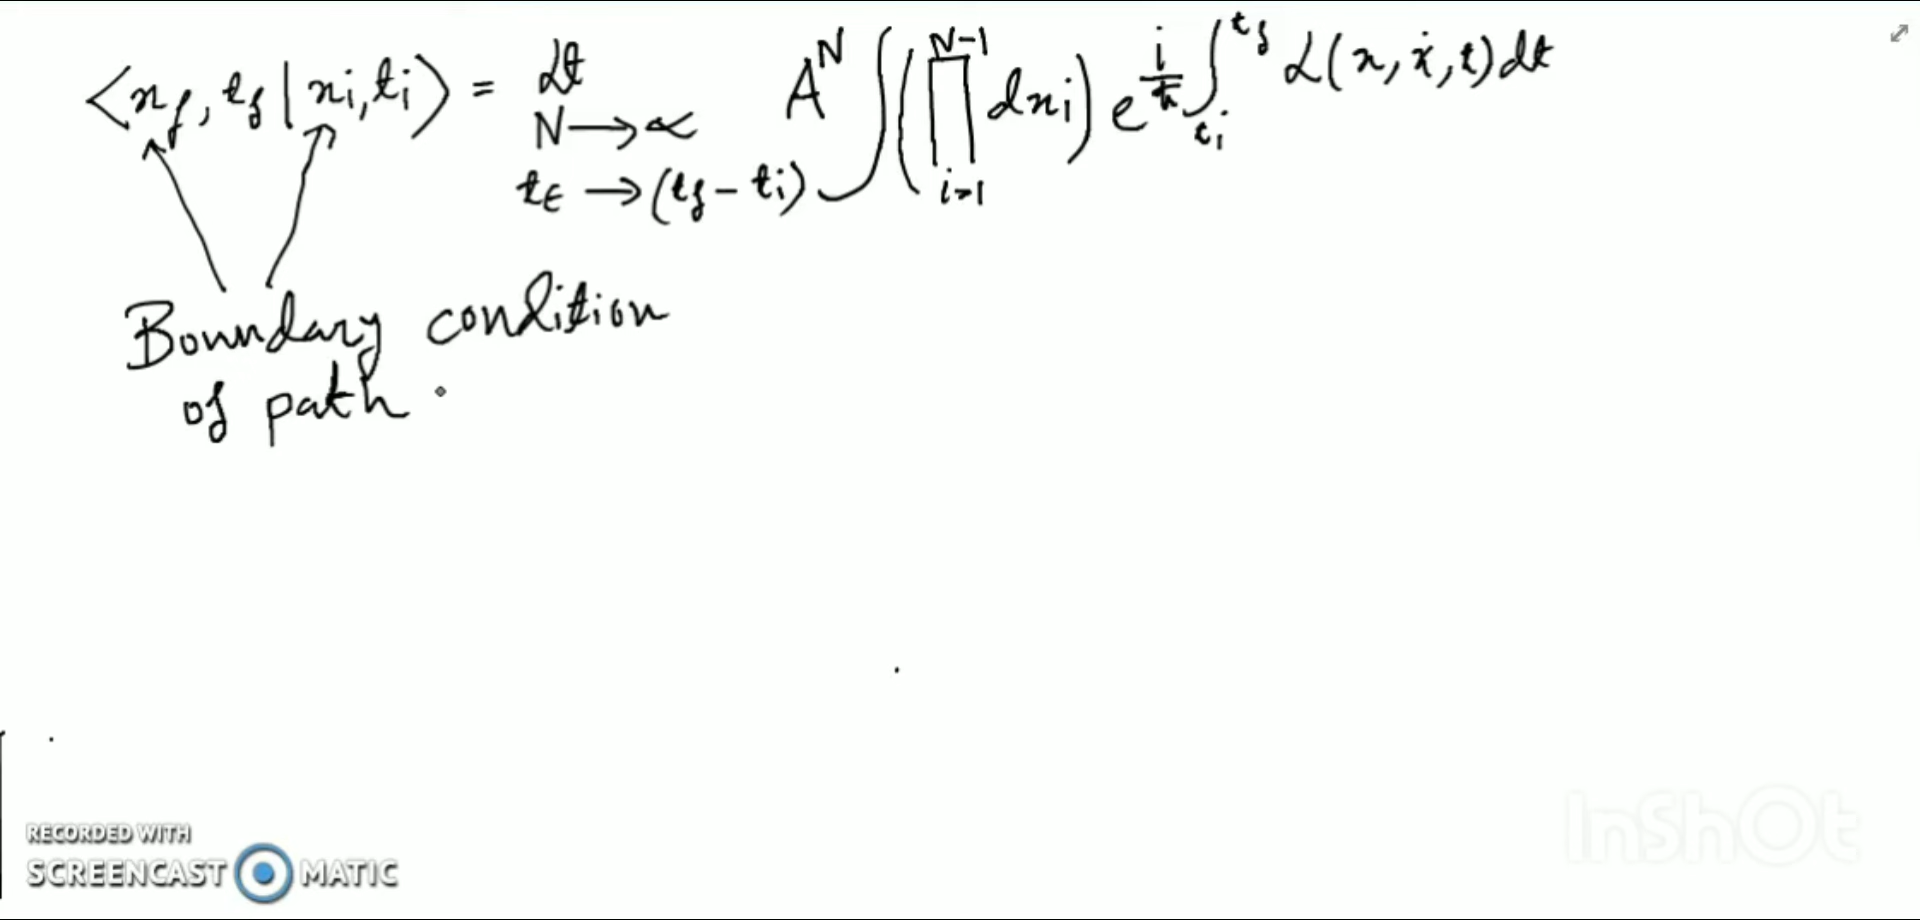 ⟨x_f, t_f | x_i, t_i⟩ = Lt N→∝ t_ϵ → (t_f - t_i) A^N ∫ ( ∏_{i=1}^{N-1} dx_i ) e^{i/ħ ∫_{t_i}^{t_f} L(x, ẋ, t) dt}
Boundary condition
of path
RECORDED WITH
SCREENCAST MATIC
InShOt